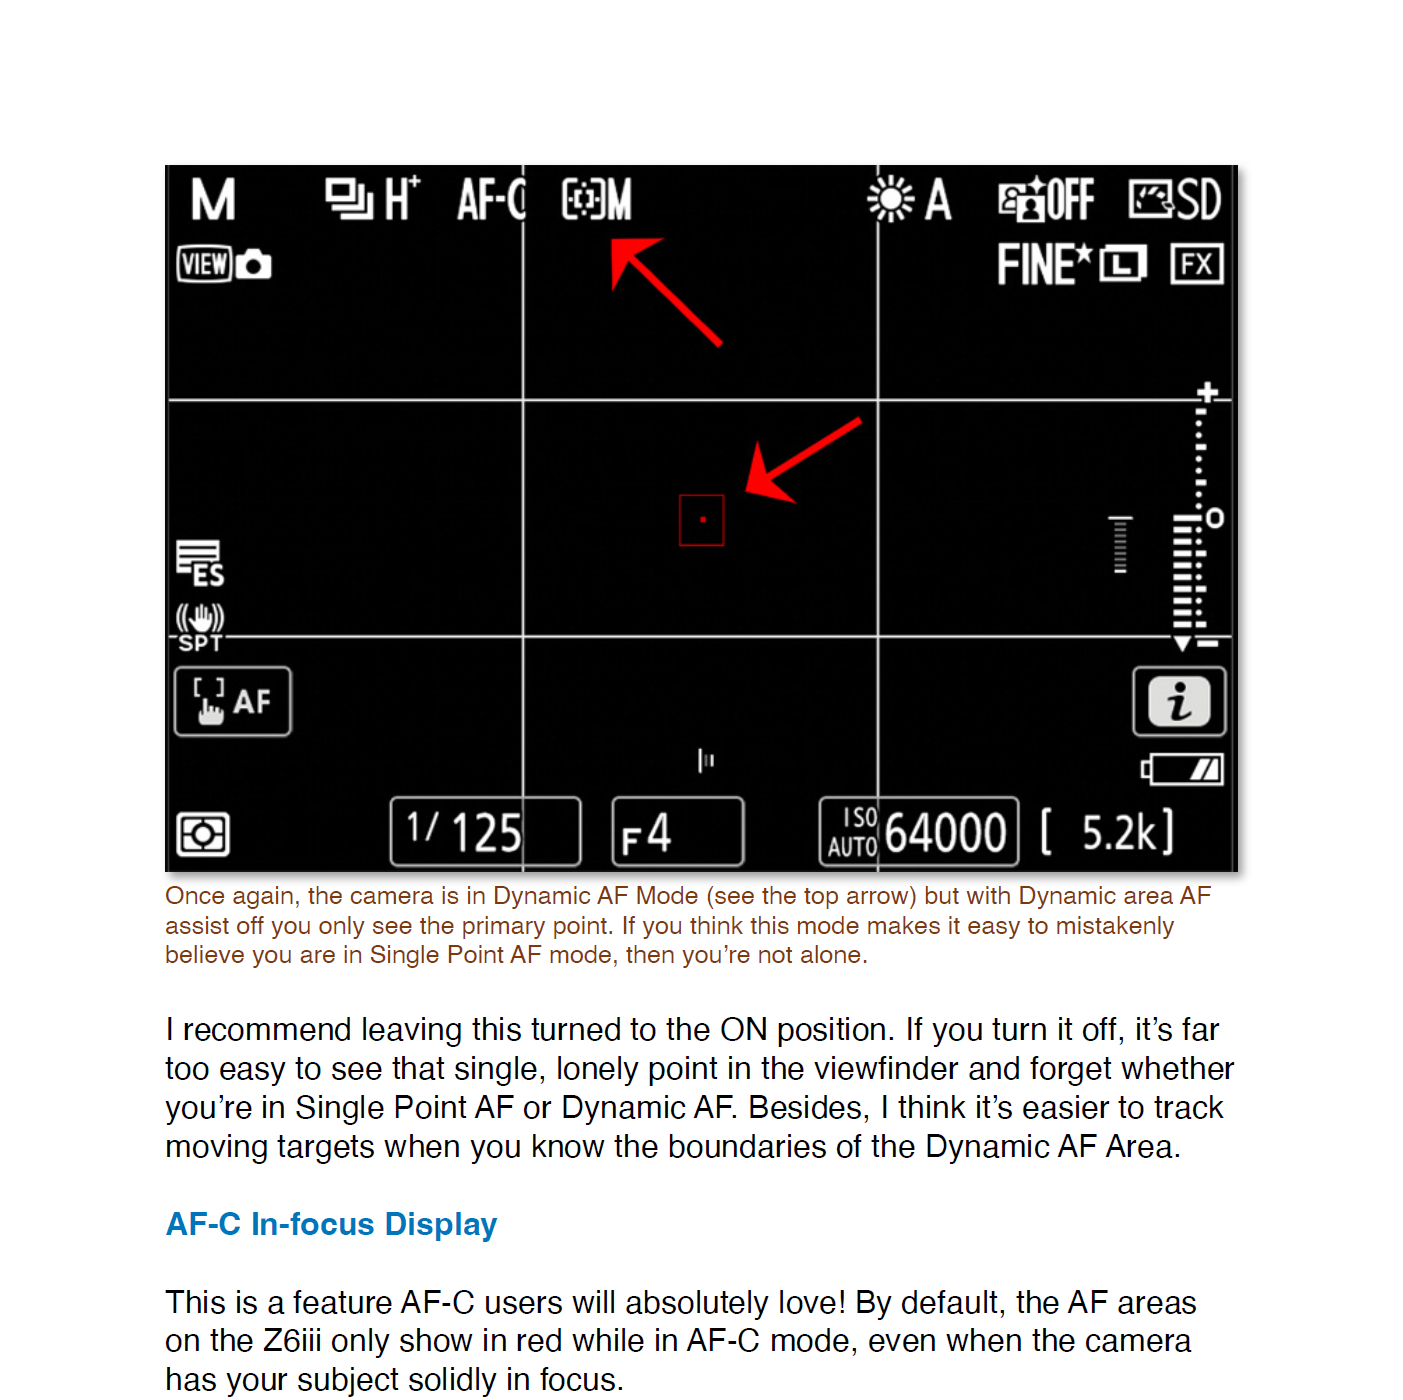 M H+ AF-C [ ]M A OFF SD
VIEW FINE★ L FX
+
0
ES
SPT
−
AF i
1/125 F4 ISO AUTO 64000 [ 5.2k]
Once again, the camera is in Dynamic AF Mode (see the top arrow) but with Dynamic area AF
assist off you only see the primary point. If you think this mode makes it easy to mistakenly
believe you are in Single Point AF mode, then you’re not alone.
I recommend leaving this turned to the ON position. If you turn it off, it’s far
too easy to see that single, lonely point in the viewfinder and forget whether
you’re in Single Point AF or Dynamic AF. Besides, I think it’s easier to track
moving targets when you know the boundaries of the Dynamic AF Area.
AF-C In-focus Display
This is a feature AF-C users will absolutely love! By default, the AF areas
on the Z6iii only show in red while in AF-C mode, even when the camera
has your subject solidly in focus.